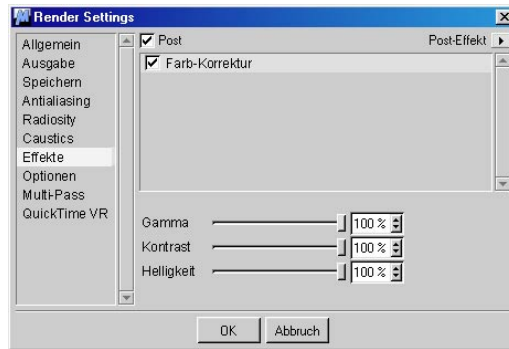 Render Settings
Allgemein
Ausgabe
Speichern
Antialiasing
Radiosity
Caustics
Effekte
Optionen
Multi-Pass
QuickTime VR
Post
Post-Effekt
Farb-Korrektur
Gamma 100 %
Kontrast 100 %
Helligkeit 100 %
OK Abbruch